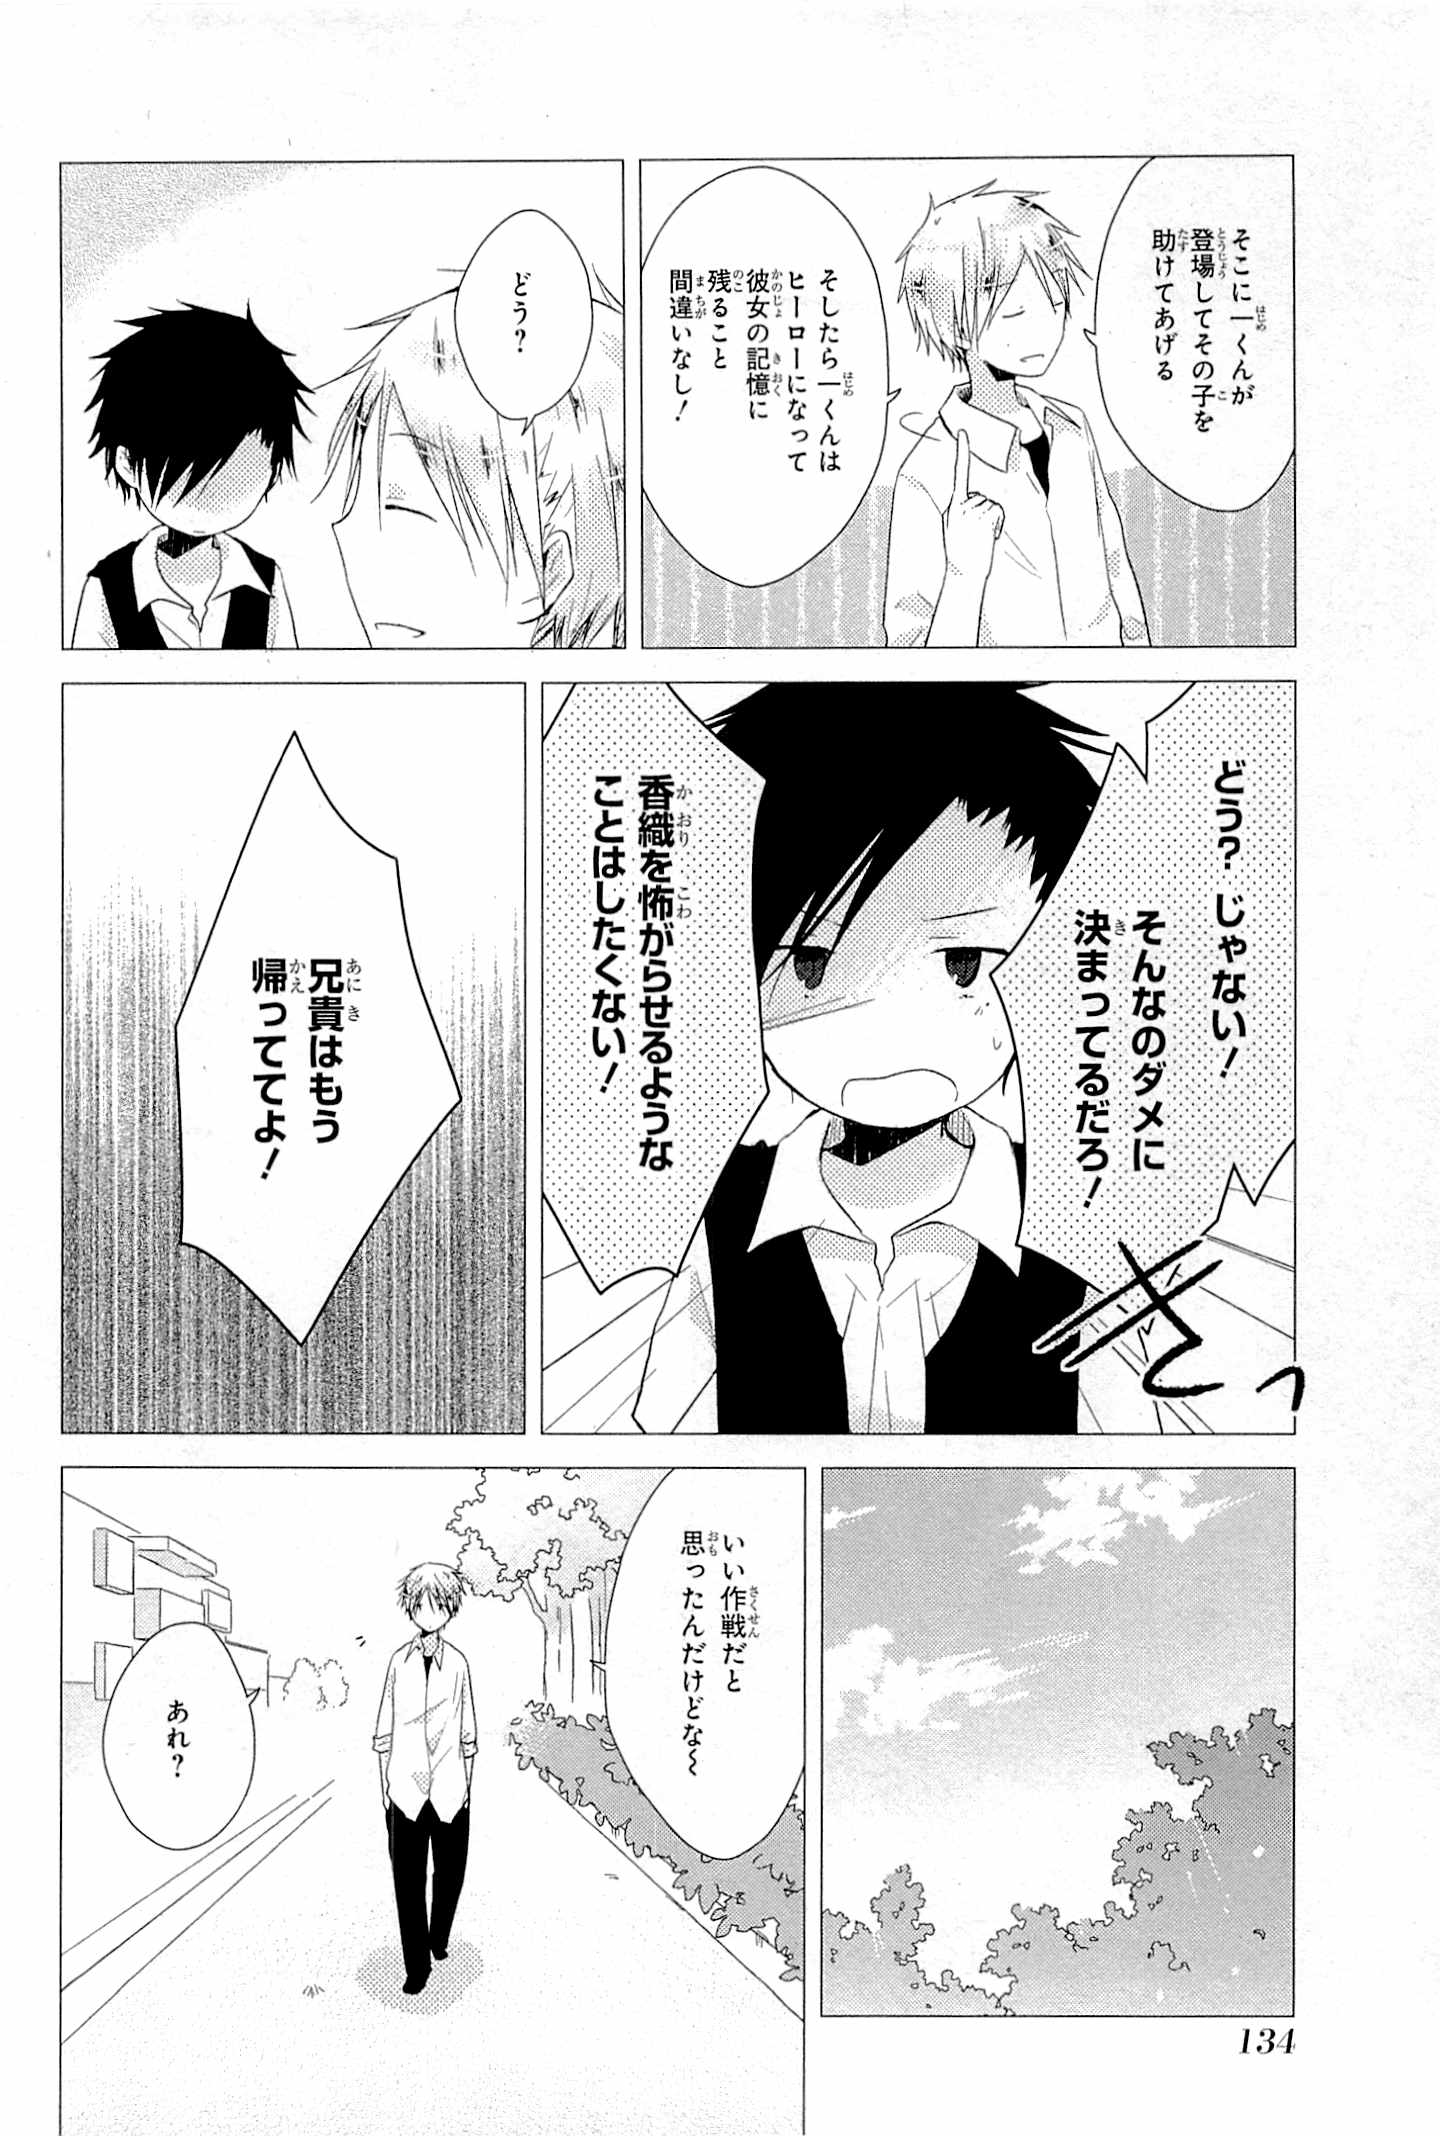 そこに一くんが
登場してその子を
助けてあげる
そしたら一くんは
ヒーローになって
彼女の記憶に
残ること
間違いなし!
どう?
どう? じゃない!
そんなのダメに
決まってるだろ!
香織を怖がらせるような
ことはしたくない!
兄貴はもう
帰っててよ!
いい作戦だと
思ったんだけどな〜
あれ?
134